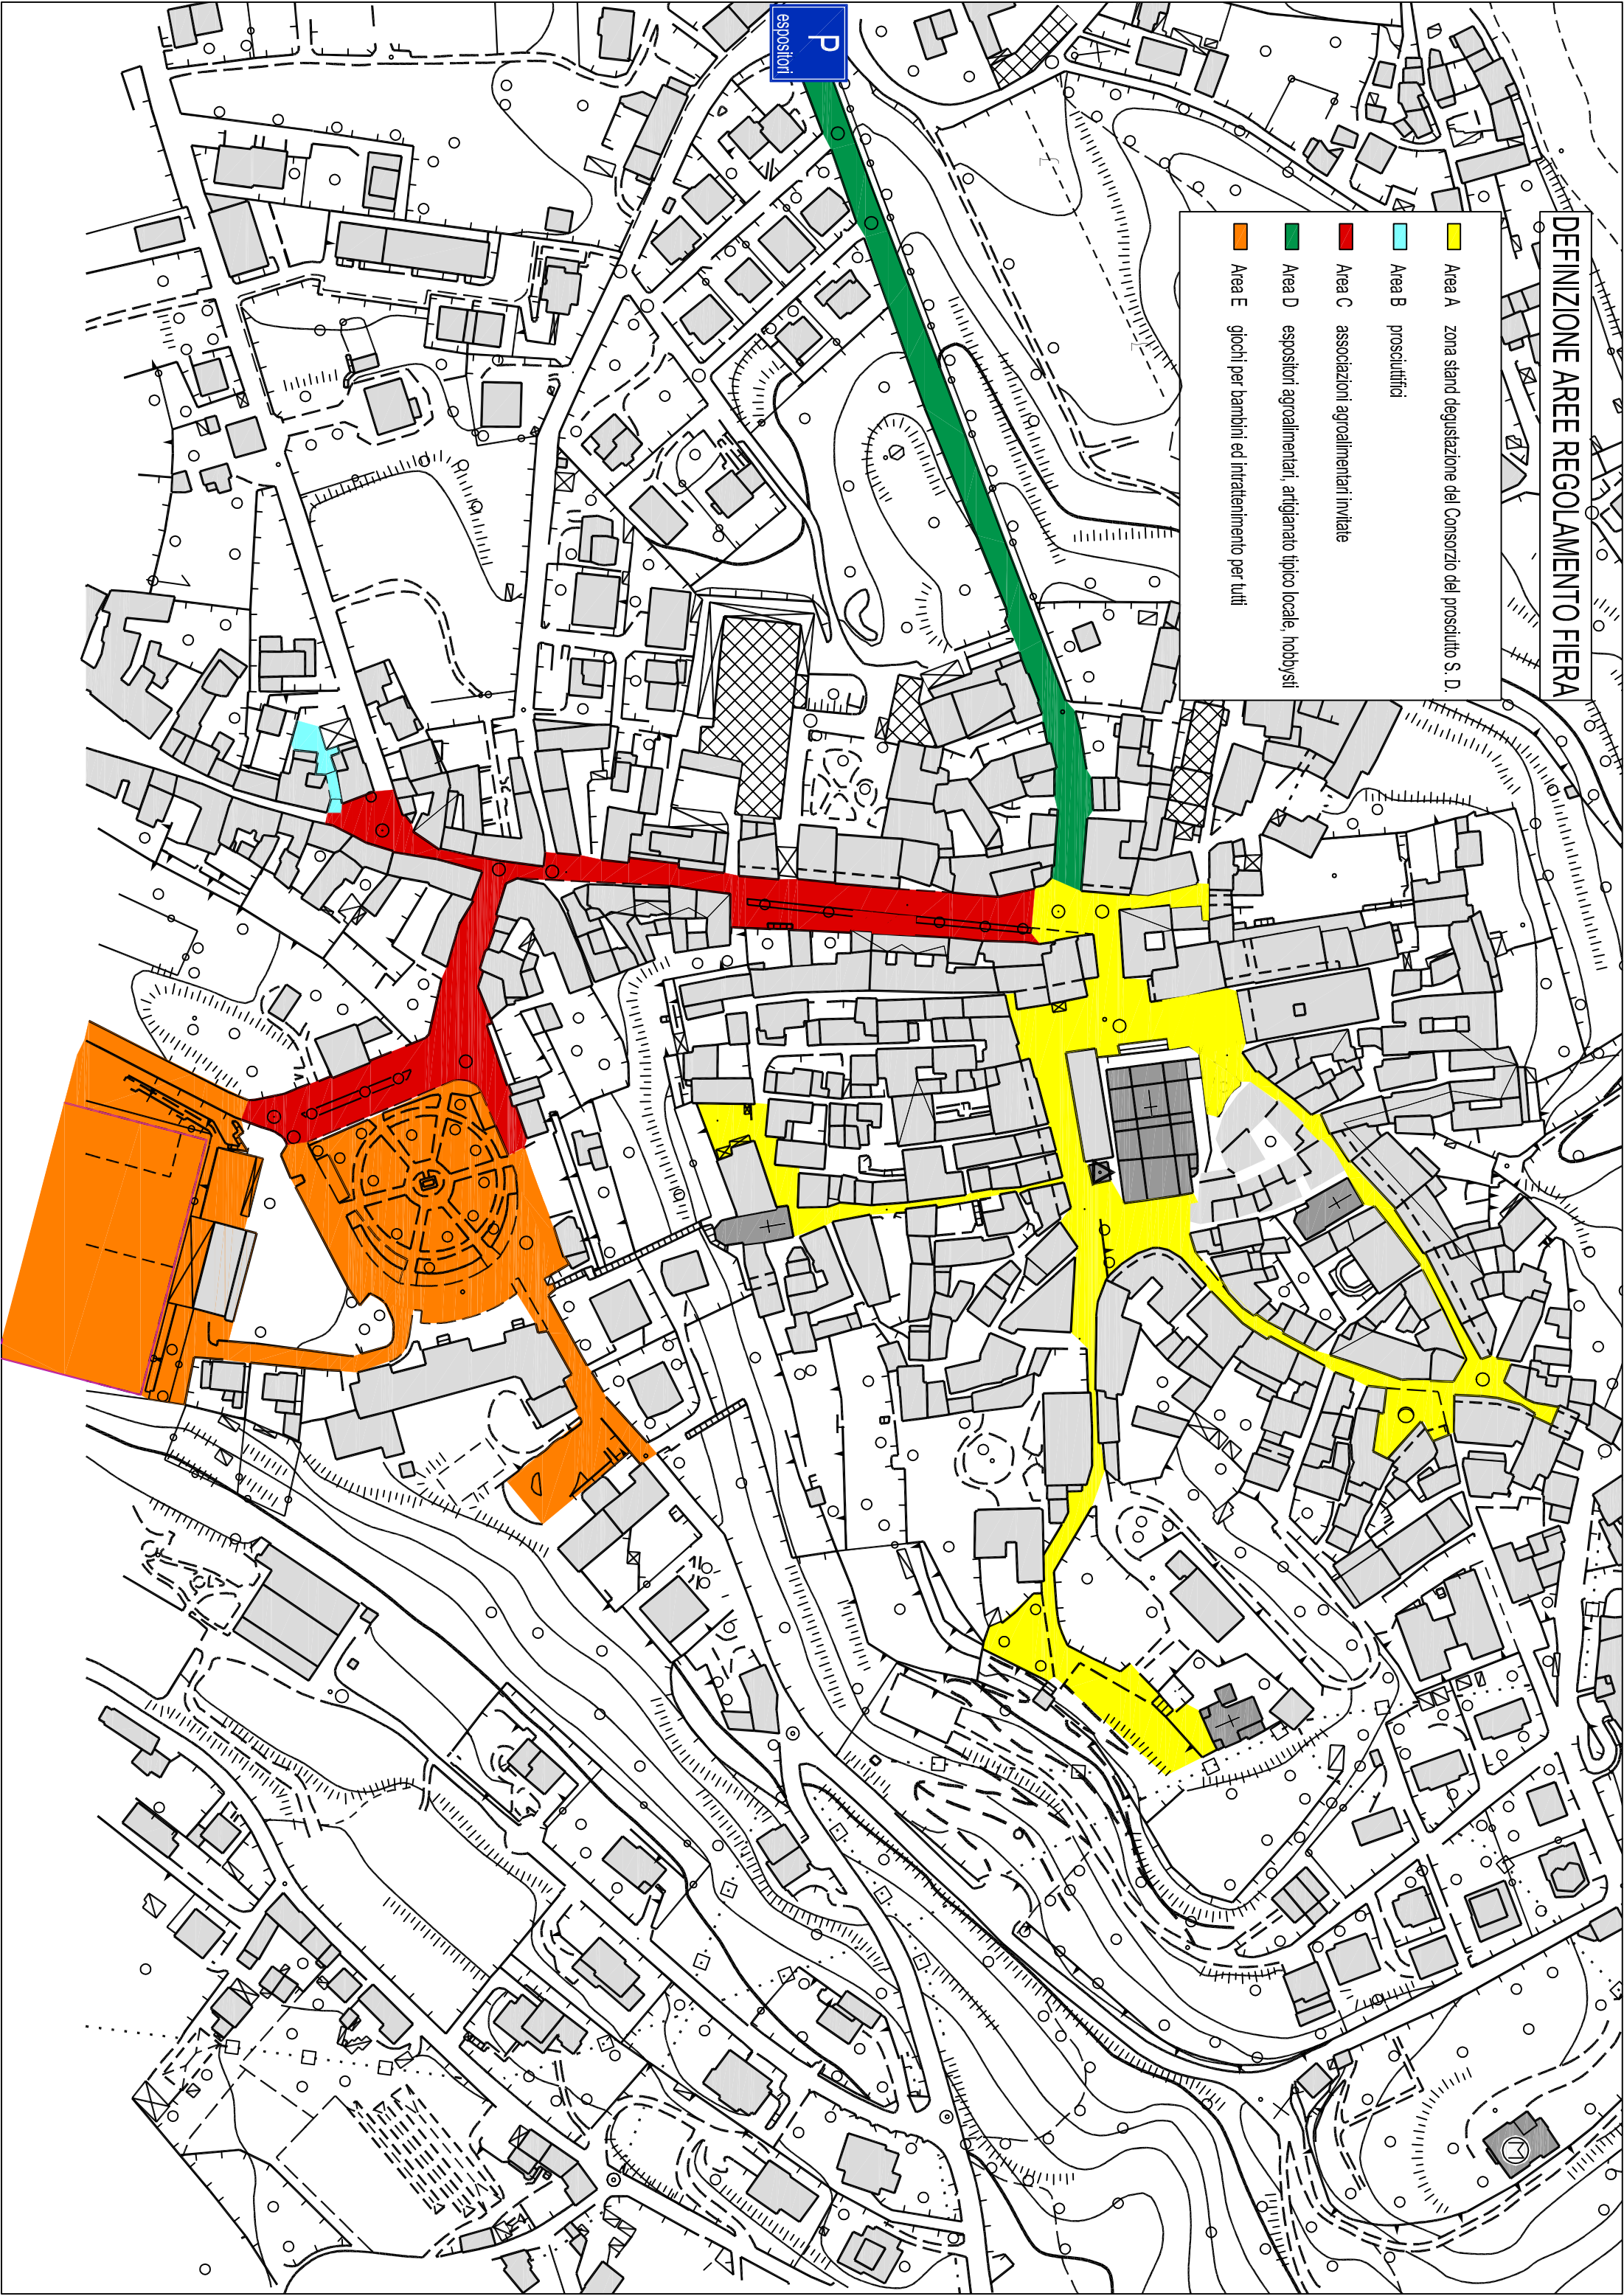 DEFINIZIONE AREE REGOLAMENTO FIERA
Area A zona stand degustazione del Consorzio del prosciutto S. D.
Area B prosciuttifici
Area C associazioni agroalimentari invitate
Area D espositori agroalimentari, artigianato tipico locale, hobbysti
Area E giochi per bambini ed intrattenimento per tutti
P
espositori